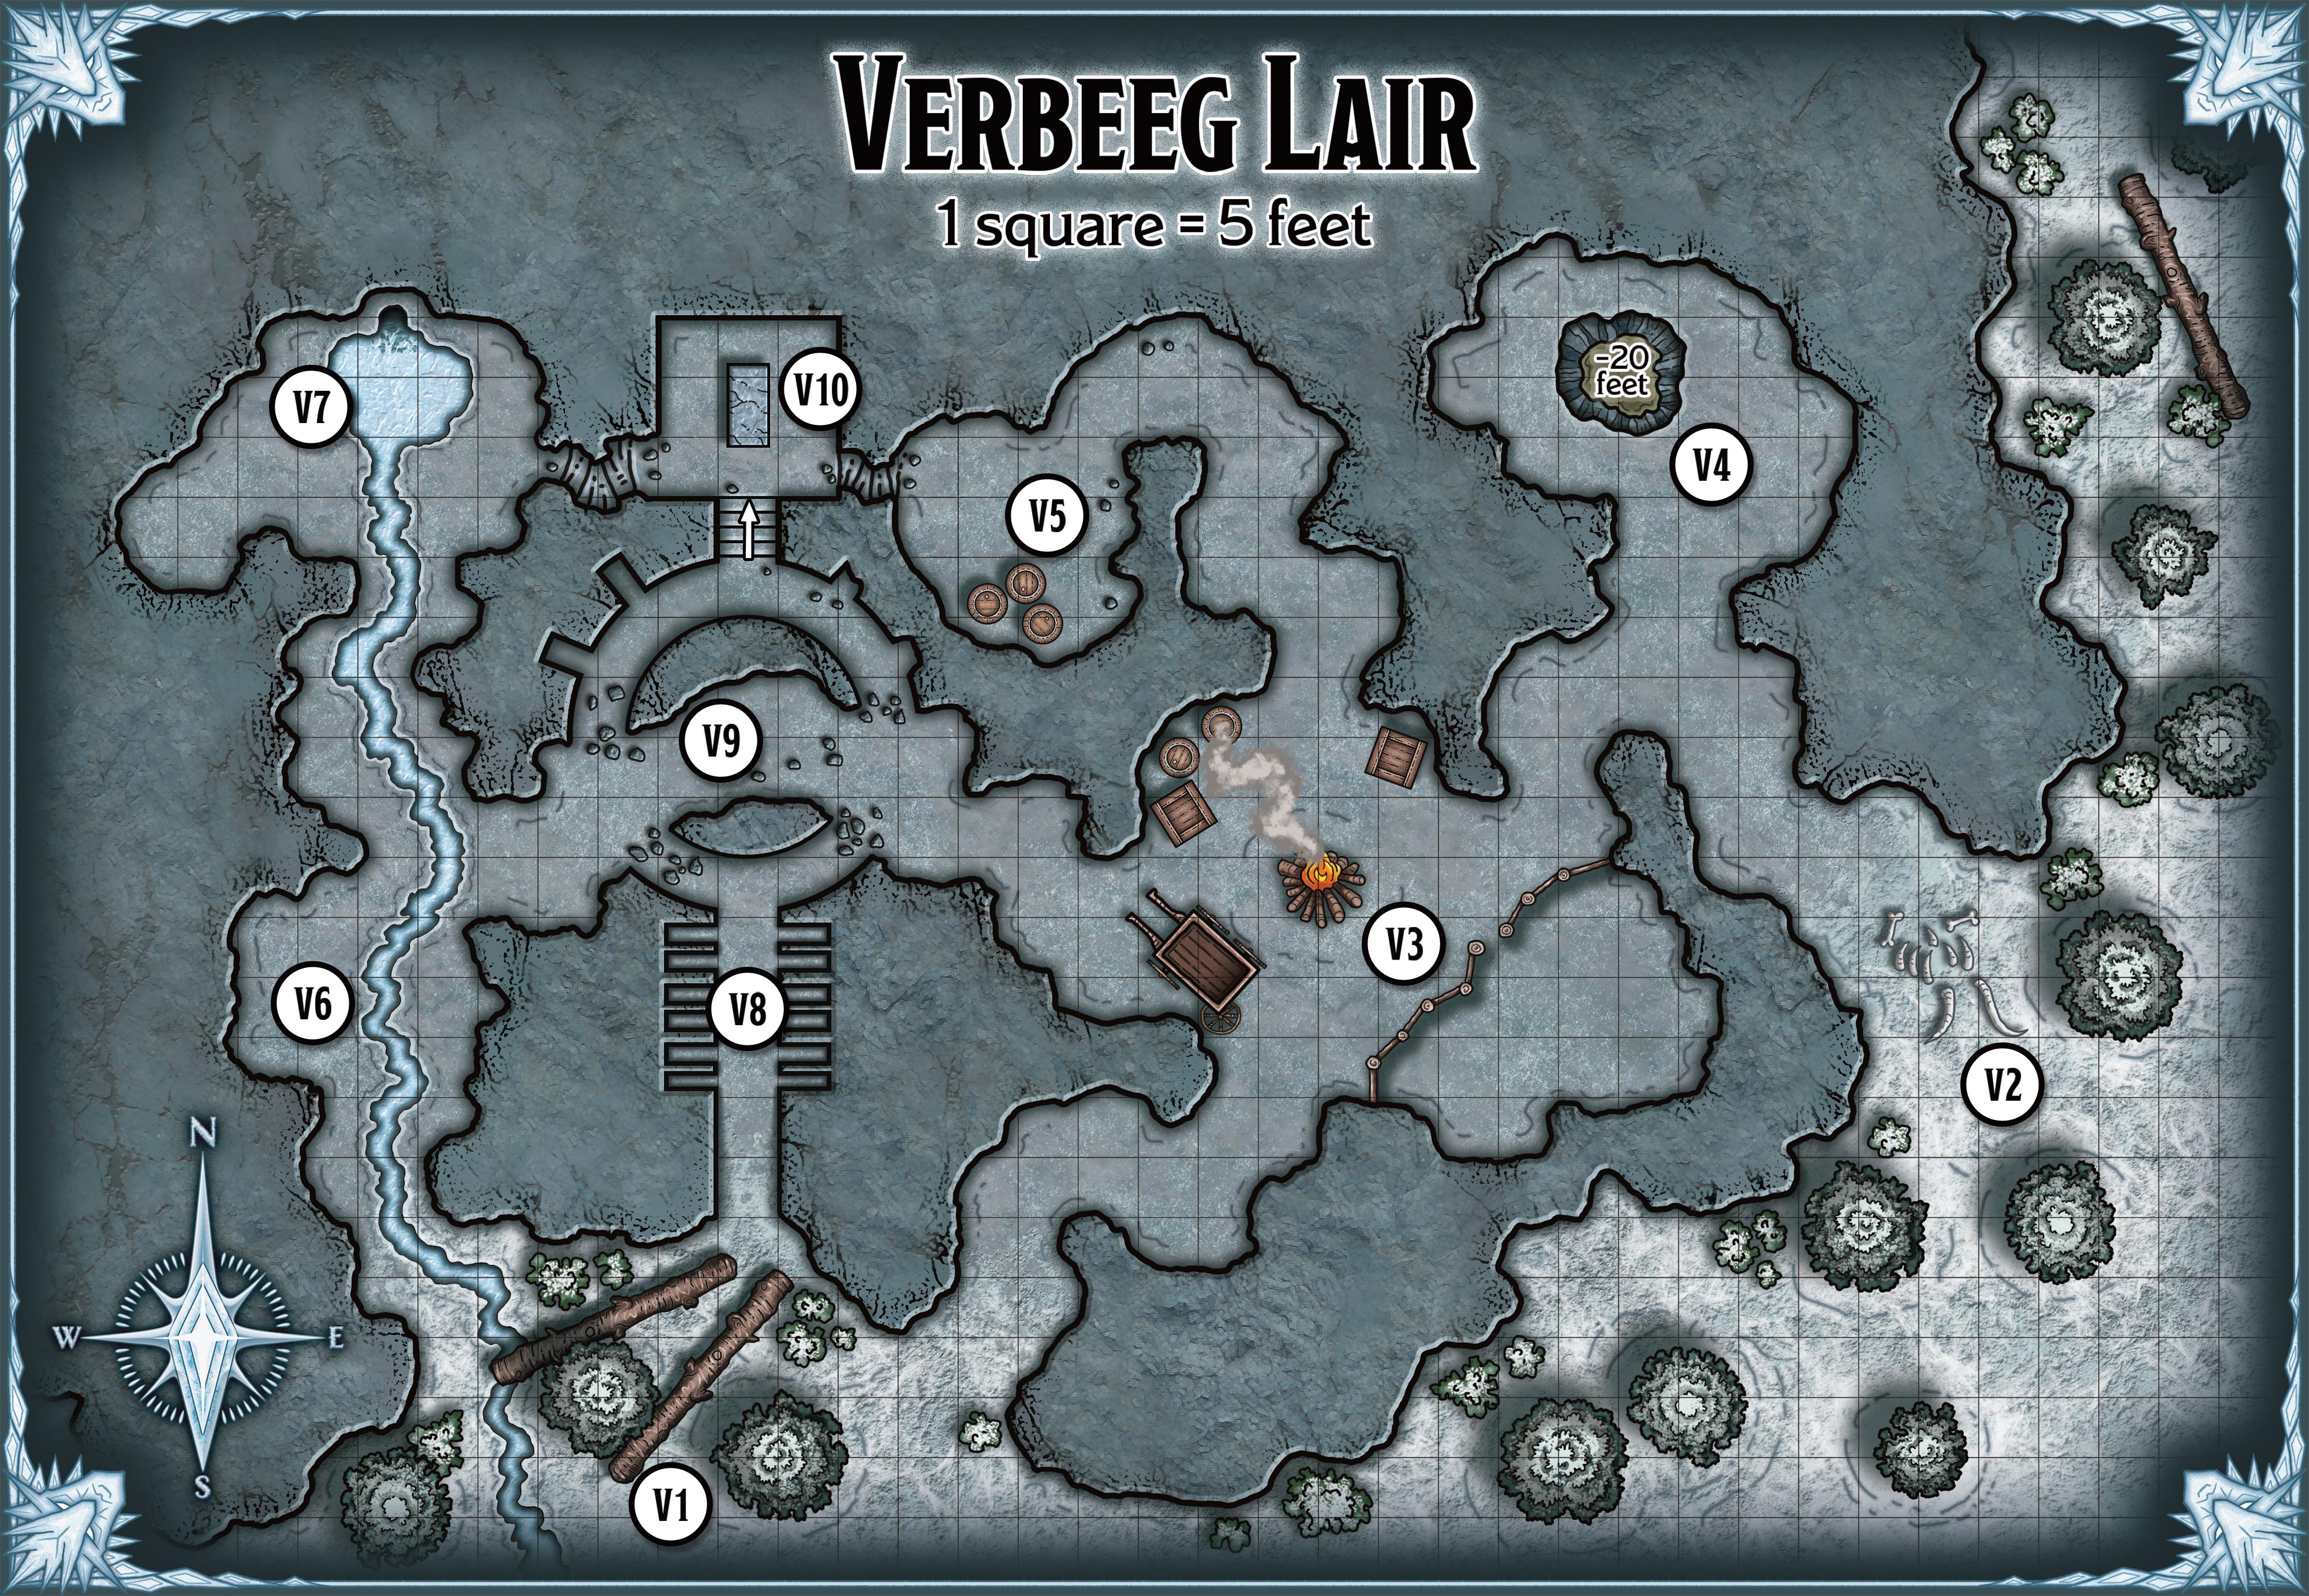 VERBEEG LAIR
1 square = 5 feet
-20
feet
V7
V10
V4
V5
V9
V3
V6
V8
V2
N
W
E
S
V1